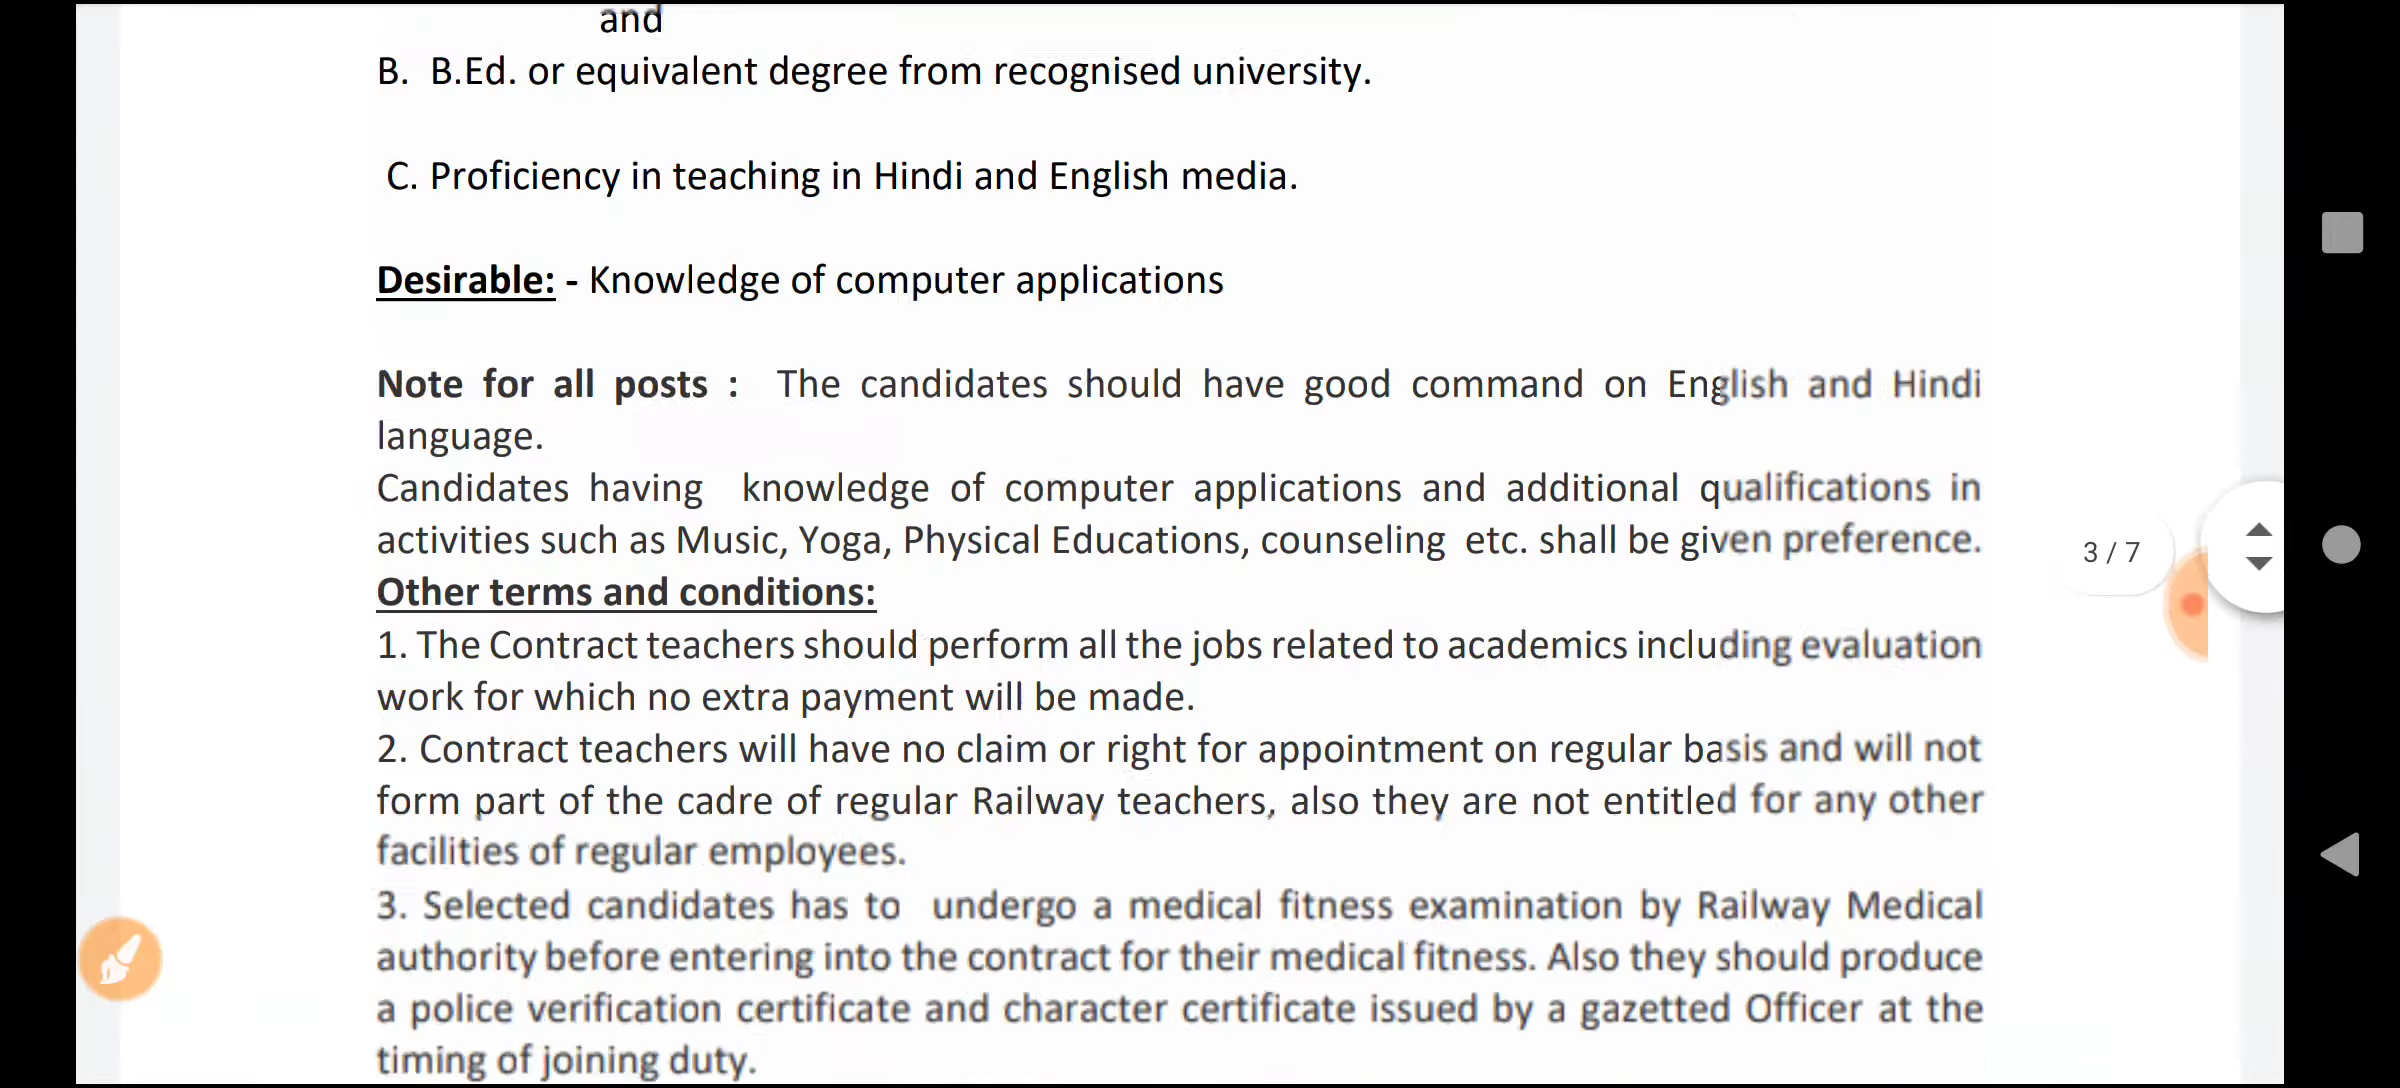 and
B. B.Ed. or equivalent degree from recognised university.
C. Proficiency in teaching in Hindi and English media.
Desirable: - Knowledge of computer applications
Note for all posts : The candidates should have good command on English and Hindi
language.
Candidates having knowledge of computer applications and additional qualifications in
activities such as Music, Yoga, Physical Educations, counseling etc. shall be given preference.
3 / 7
Other terms and conditions:
1. The Contract teachers should perform all the jobs related to academics including evaluation
work for which no extra payment will be made.
2. Contract teachers will have no claim or right for appointment on regular basis and will not
form part of the cadre of regular Railway teachers, also they are not entitled for any other
facilities of regular employees.
3. Selected candidates has to undergo a medical fitness examination by Railway Medical
authority before entering into the contract for their medical fitness. Also they should produce
a police verification certificate and character certificate issued by a gazetted Officer at the
timing of joining duty.